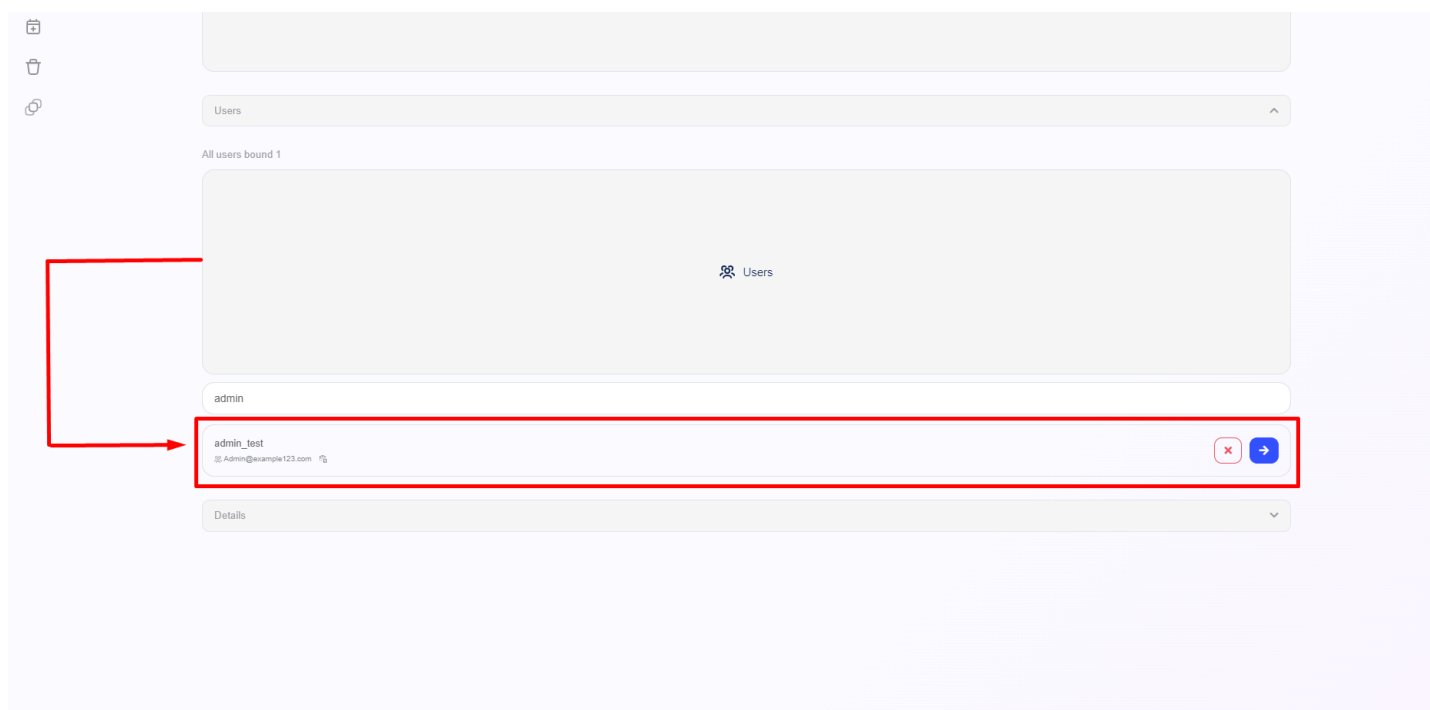 Users
All users bound 1
Users
admin
admin_test
Admin@example123.com
Details